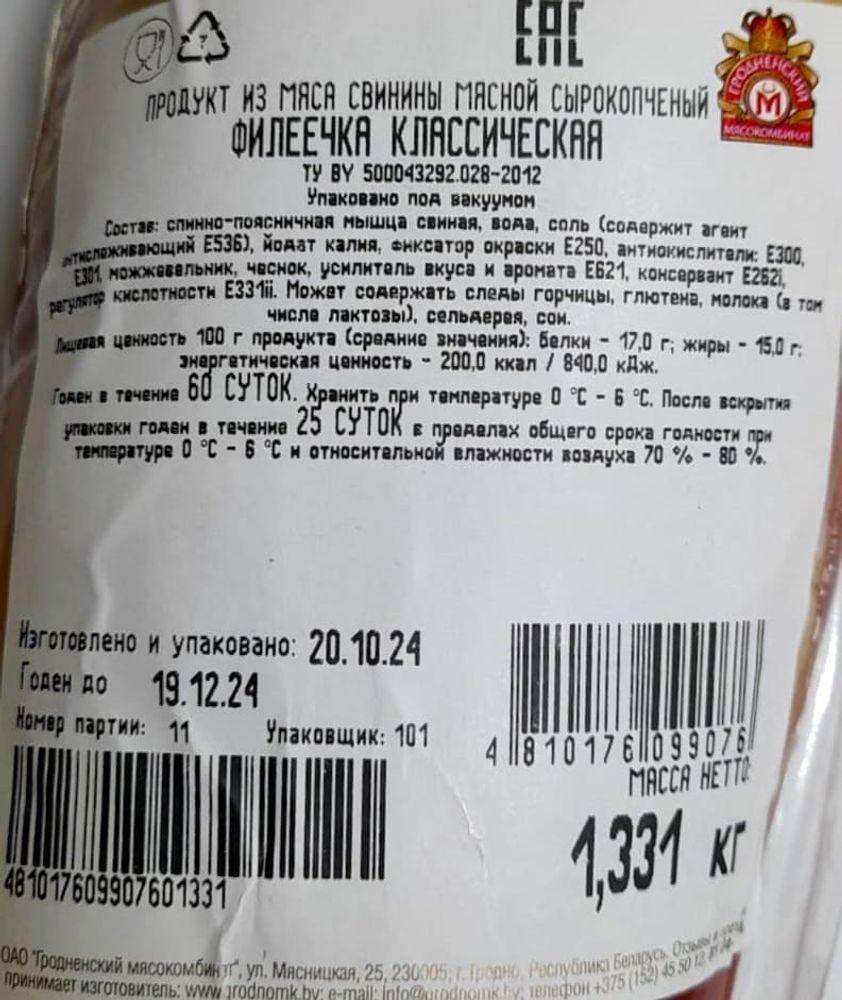 ЕАС
ГРОДНЕНСКИЙ
М
МЯСОКОМБИНАТ
ПРОДУКТ ИЗ МЯСА СВИНИНЫ МЯСНОЙ СЫРОКОПЧЕНЫЙ
ФИЛЕЕЧКА КЛАССИЧЕСКАЯ
ТУ BY 500043292.028-2012
Упаковано под вакуумом
Состав: спинно-поясничная мышца свиная, вода, соль (содержит агент
антислеживающий Е536), йодат калия, фиксатор окраски Е250, антиокислители: Е300,
Е301, можжевельник, чеснок, усилитель вкуса и аромата Е621, консервант Е262i,
регулятор кислотности Е331iii. Может содержать следы горчицы, глютена, молока (в том
числе лактозы), сельдерея, сои.
Пищевая ценность 100 г продукта (средние значения): белки - 17,0 г; жиры - 15,0 г;
энергетическая ценность - 200,0 ккал / 840,0 кДж.
Годен в течение 60 СУТОК. Хранить при температуре 0 °С - 6 °С. После вскрытия
упаковки годен в течение 25 СУТОК в пределах общего срока годности при
температуре 0 °С - 6 °С и относительной влажности воздуха 70 % - 80 %.
Изготовлено и упаковано: 20.10.24
Годен до 19.12.24
Номер партии: 11 Упаковщик: 101
4 810176 099076
МАССА НЕТТО:
1,331 кг
481017609907601331
ОАО "Гродненский мясокомбинат", ул. Мясницкая, 25, 230005, г. Гродно, Республика Беларусь. Отзывы
принимает изготовитель: www.grodnomk.by; e-mail: info@grodnomk.by; телефон +375 (152) 45 50 12